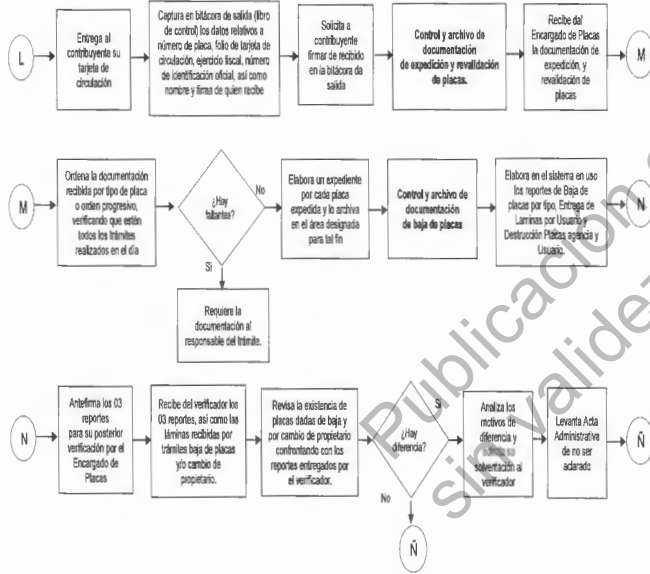 L
Entrega al
contribuyente su
tarjeta de
circulación
Captura en bitácora de salida (libro
de control) los datos relativos a
número de placa, folio de tarjeta de
circulación, ejercicio fiscal, número
de identificación oficial, así como
nombre y firma de quien recibe
Solicita a
contribuyente
firmar de recibido
en la bitácora de
salida
Control y archivo de
documentación
de expedición y revalidación
de placas.
Recibe del
Encargado de Placas
la documentación de
expedición, y
revalidación de
placas
M
M
Ordena la documentación
recibida por tipo de placa
o orden progresivo,
verificando que estén
todos los trámites
realizados en el día
¿Hay
faltantes?
No
Si
Requiere la
documentación al
responsable del trámite.
Elabora un expediente
por cada placa
expedida y lo archiva
en el área designada
para tal fin
Control y archivo de
documentación
de baja de placas
Elabora en el sistema en uso
los reportes de Baja de
placas por tipo, Entrega de
Laminas por Usuario y
Destrucción Placas agencia y
Usuario.
N
N
Antefirma los 03
reportes
para su posterior
verificación por el
Encargado de
Placas
Recibe del verificador los
03 reportes, así como las
láminas recibidas por
trámites baja de placas
y/o cambio de
propietario.
Revisa la existencia de
placas dadas de baja y
por cambio de propietario
confrontando con los
reportes entregados por
el verificador.
¿Hay
diferencia?
Si
No
Ñ
Analiza los
motivos de
diferencia y
su
solventación al
verificador
Levanta Acta
Administrativa
de no ser
aclarado
Ñ
Publicación
sin validez